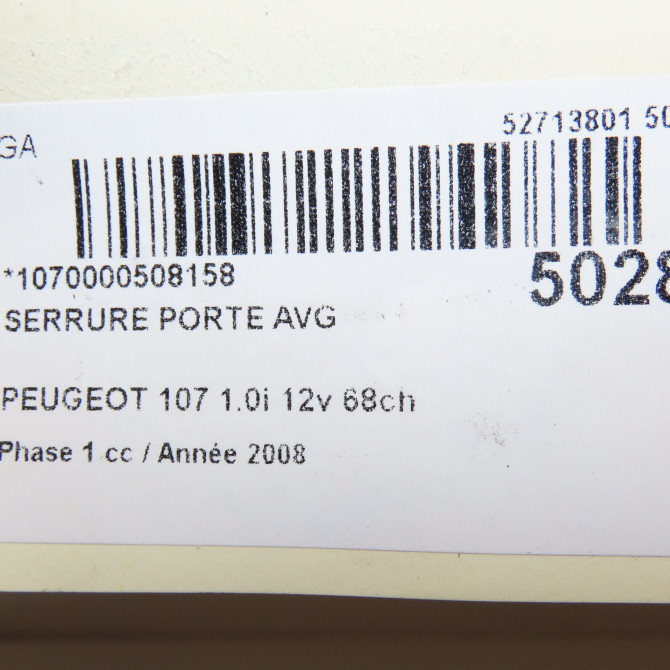 GA
52713801 50
*1070000508158
5028
SERRURE PORTE AVG
PEUGEOT 107 1.0i 12v 68ch
Phase 1 cc / Année 2008